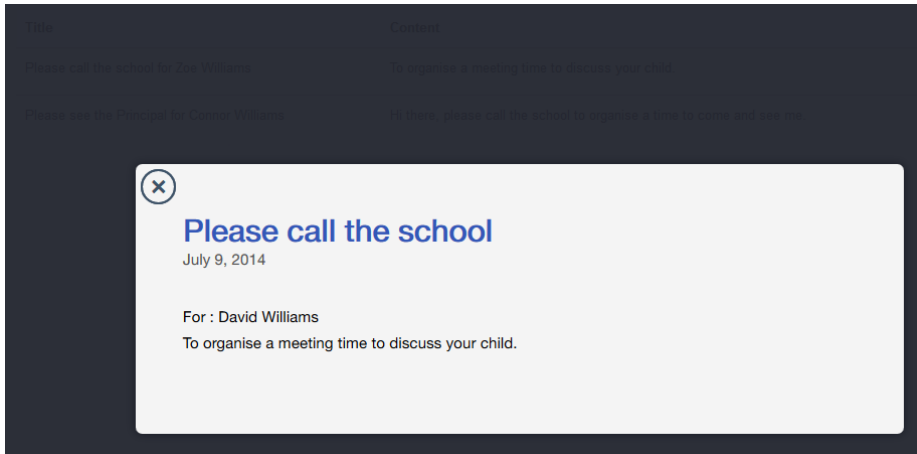 Title Content
Please call the school for Zoe Williams To organise a meeting time to discuss your child.
Please see the Principal for Connor Williams Hi there, please call the school to organise a time to come and see me.
Please call the school
July 9, 2014
For : David Williams
To organise a meeting time to discuss your child.